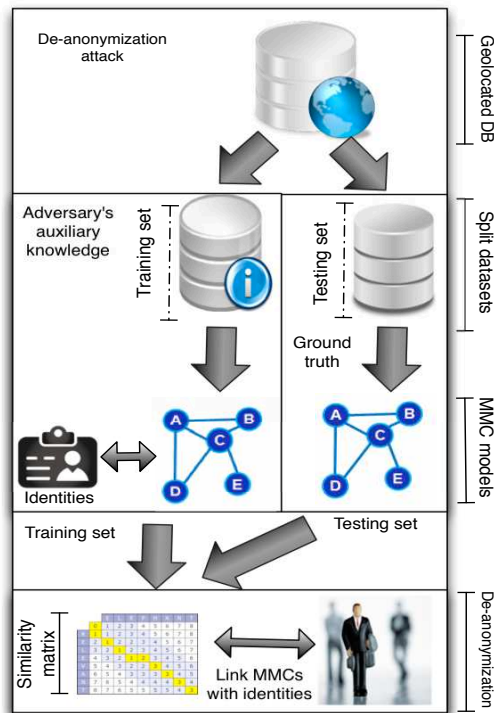 De-anonymization
attack
Geolocated DB
Adversary's
auxiliary
knowledge
Training set
i
Testing set
Split datasets
Ground
truth
A
B
C
D
E
A
B
C
D
E
MMC models
Identities
Training set
Testing set
Similarity
matrix
Link MMCs
with identities
De-anonymization